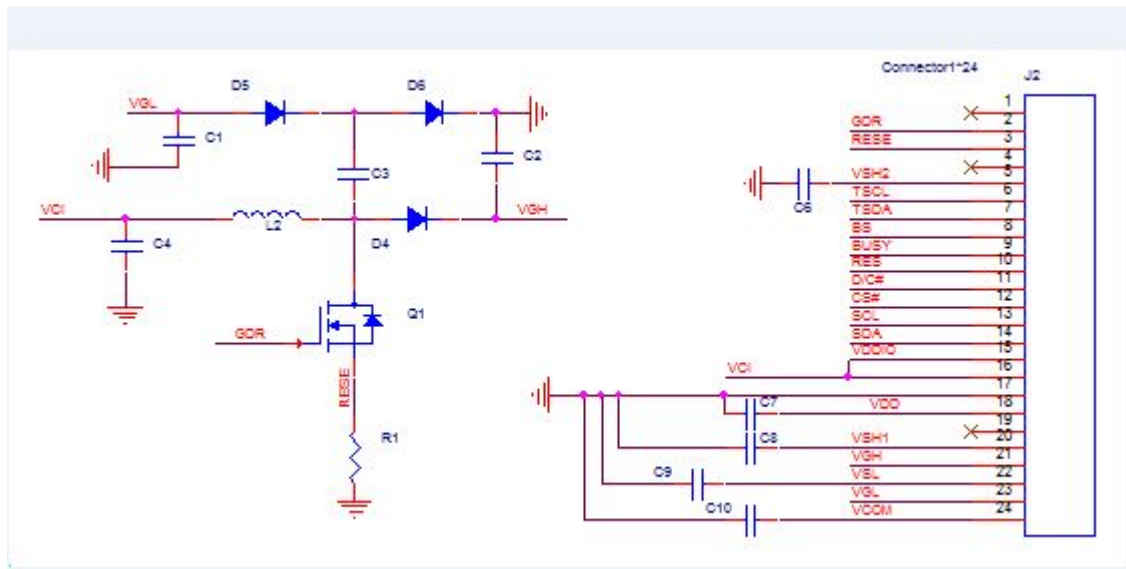 Connector1*24
J2
D5
D6
VGL
C1
C2
C3
VCI
L2
D4
VGH
C4
Q1
GDR
RESE
R1
1
2
GDR
3
RESE
4
5
VSH2
C6
6
TSCL
7
TSDA
8
BS
9
BUSY
10
RES
11
D/C#
12
CS#
13
SCL
14
SDA
15
VDDIO
16
VCI
17
18
C7
VDD
19
20
C8
VSH1
21
VGH
22
C9
VSL
23
VGL
24
C10
VCOM